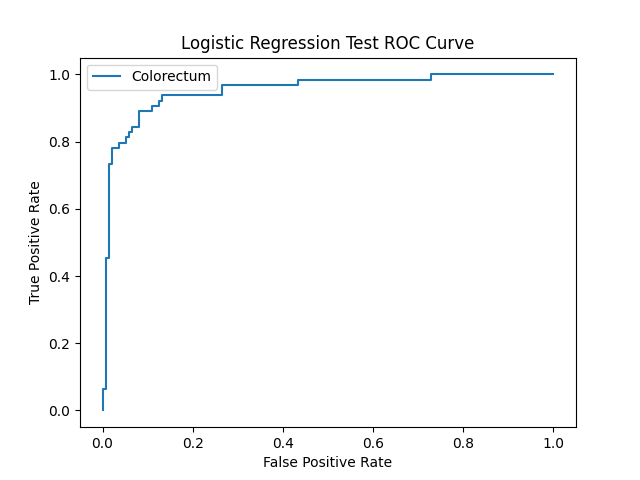 Logistic Regression Test ROC Curve
Colorectum
1.0
0.8
0.6
0.4
0.2
0.0
True Positive Rate
0.0 0.2 0.4 0.6 0.8 1.0
False Positive Rate